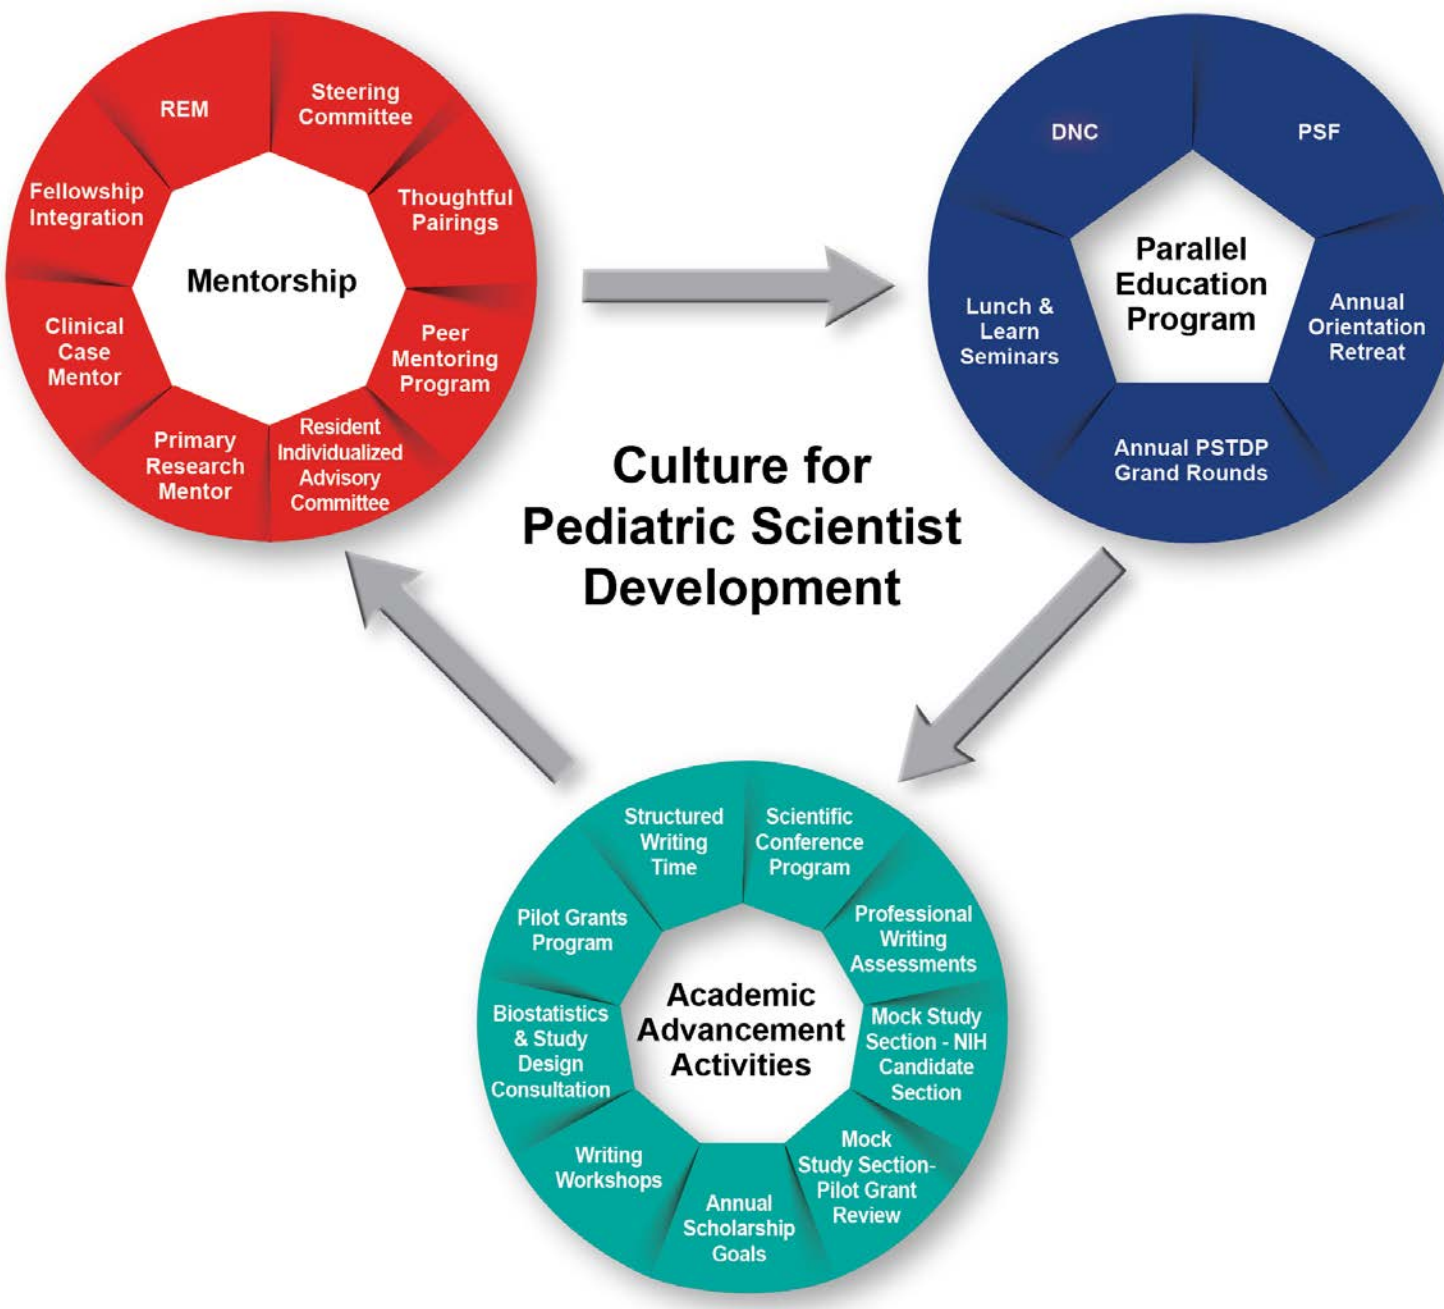 REM
Steering
Committee
Thoughtful
Pairings
Peer
Mentoring
Program
Resident
Individualized
Advisory
Committee
Primary
Research
Mentor
Clinical
Case
Mentor
Fellowship
Integration
Mentorship
DNC
PSF
Annual
Orientation
Retreat
Annual PSTDP
Grand Rounds
Lunch &
Learn
Seminars
Parallel
Education
Program
Culture for
Pediatric Scientist
Development
Structured
Writing
Time
Scientific
Conference
Program
Professional
Writing
Assessments
Mock Study
Section - NIH
Candidate
Section
Mock
Study Section-
Pilot Grant
Review
Annual
Scholarship
Goals
Writing
Workshops
Biostatistics
& Study
Design
Consultation
Pilot Grants
Program
Academic
Advancement
Activities